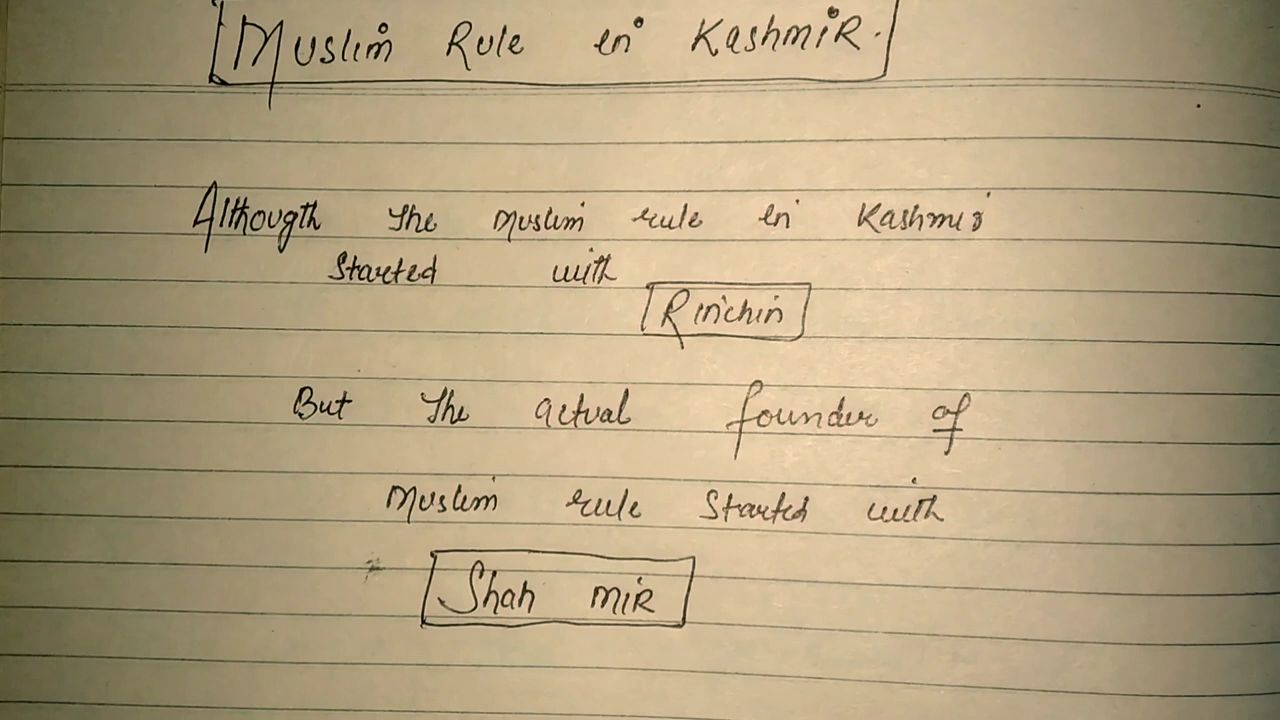 Muslim Rule in Kashmir.
Althougth the Muslim rule in Kashmir
Started with
Rinchin
But the actual founder of
Muslim rule Started with
Shah mir